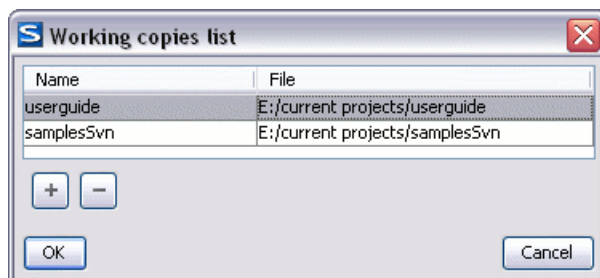 S Working copies list
Name File
userguide E:/current projects/userguide
samplesSvn E:/current projects/samplesSvn
+ -
OK Cancel